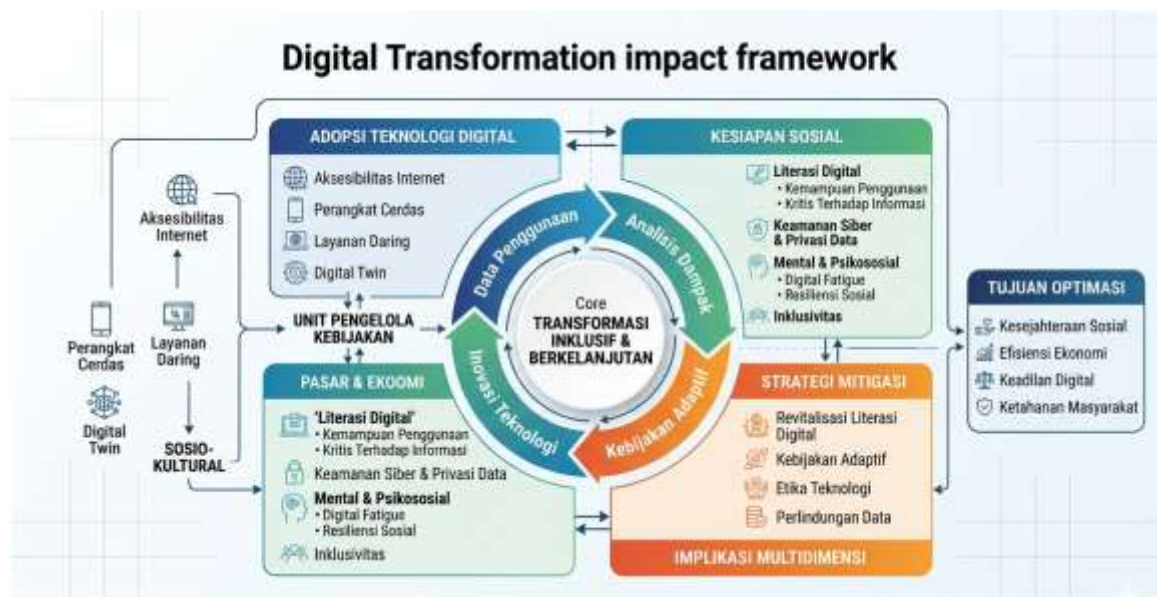 Digital Transformation impact framework
Aksesibilitas
Internet
Perangkat
Cerdas
Layanan
Daring
Digital
Twin
SOSIO-
KULTURAL
ADOPSI TEKNOLOGI DIGITAL
Aksesibilitas Internet
Perangkat Cerdas
Layanan Daring
Digital Twin
UNIT PENGELOLA
KEBIJAKAN
PASAR & EKOOMI
'Literasi Digital'
• Kemampuan Penggunaan
• Kritis Terhadap Informasi
Keamanan Siber & Privasi Data
Mental & Psikososial
• Digital Fatigue
• Resiliensi Sosial
Inklusivitas
Data Penggunaan
Analisis Dampak
Kebijakan Adaptif
Inovasi Teknologi
Core
TRANSFORMASI
INKLUSIF &
BERKELANJUTAN
KESIAPAN SOSIAL
Literasi Digital
• Kemampuan Penggunaan
• Kritis Terhadap Informasi
Keamanan Siber
& Privasi Data
Mental & Psikososial
• Digital Fatigue
• Resiliensi Sosial
Inklusivitas
STRATEGI MITIGASI
Revitalisasi Literasi
Digital
Kebijakan Adaptif
Etika Teknologi
Perlindungan Data
IMPLIKASI MULTIDIMENSI
TUJUAN OPTIMASI
Kesejahteraan Sosial
Efisiensi Ekonomi
Keadilan Digital
Ketahanan Masyarakat